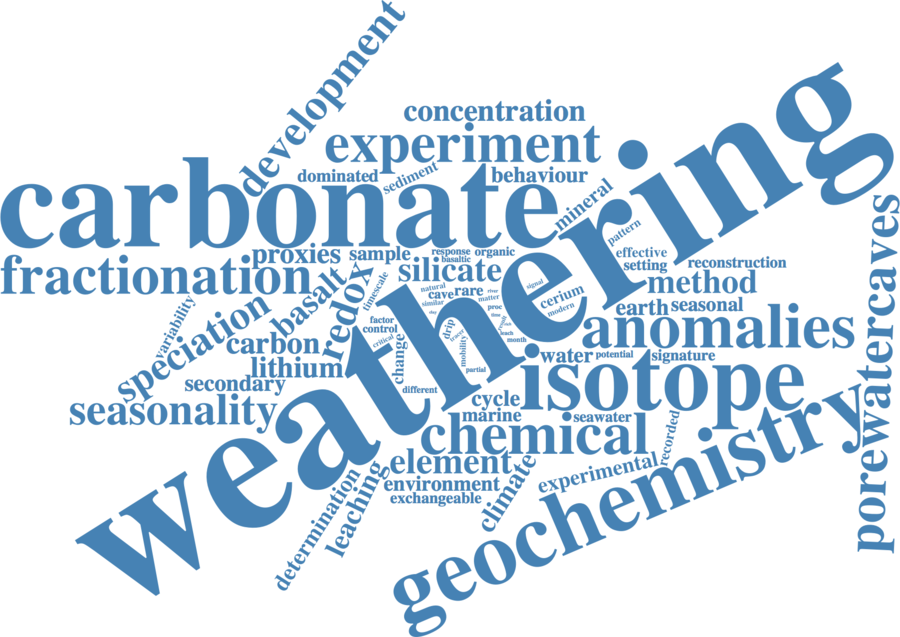 development
concentration
experiment
dominated
sediment
behaviour
carbonate
mineral
weathering
pattern
proxies
sample
response
organic
basaltic
effective
setting
reconstruction
fractionation
basalt
redox
timescale
silicate
method
natural
cave
rare
river
signal
cerium
modern
similar
matter
proc
time
earth
seasonal
variability
speciation
factor
control
critical
drip
tracer
mobility
leach
month
anomalies
carbon
change
partial
water
potential
signature
lithium
secondary
different
cycle
isotope
seasonality
marine
seawater
chemical
recorded
element
environment
exchangeable
climate
experimental
determination
leaching
geochemistry
porewatercaves